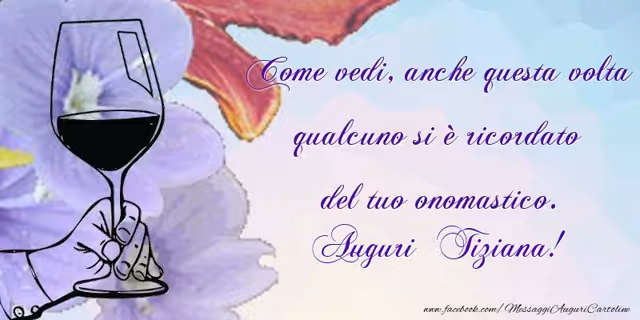 Come vedi, anche questa volta
qualcuno si è ricordato
del tuo onomastico.
Auguri Tiziana!
www.facebook.com/MessaggiAuguriCartoline